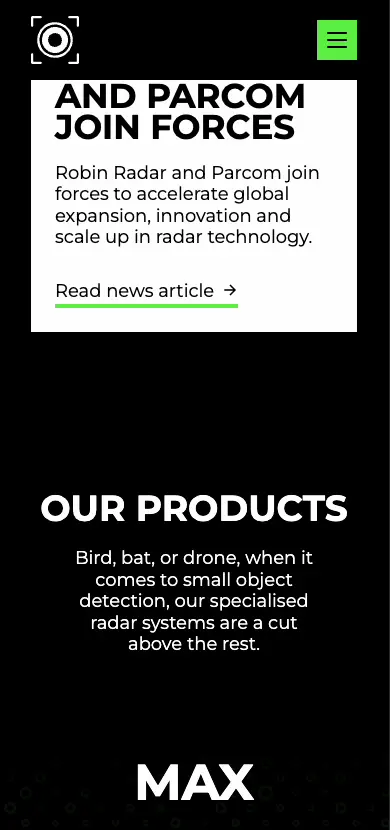 AND PARCOM
JOIN FORCES
Robin Radar and Parcom join
forces to accelerate global
expansion, innovation and
scale up in radar technology.
Read news article →
OUR PRODUCTS
Bird, bat, or drone, when it
comes to small object
detection, our specialised
radar systems are a cut
above the rest.
MAX